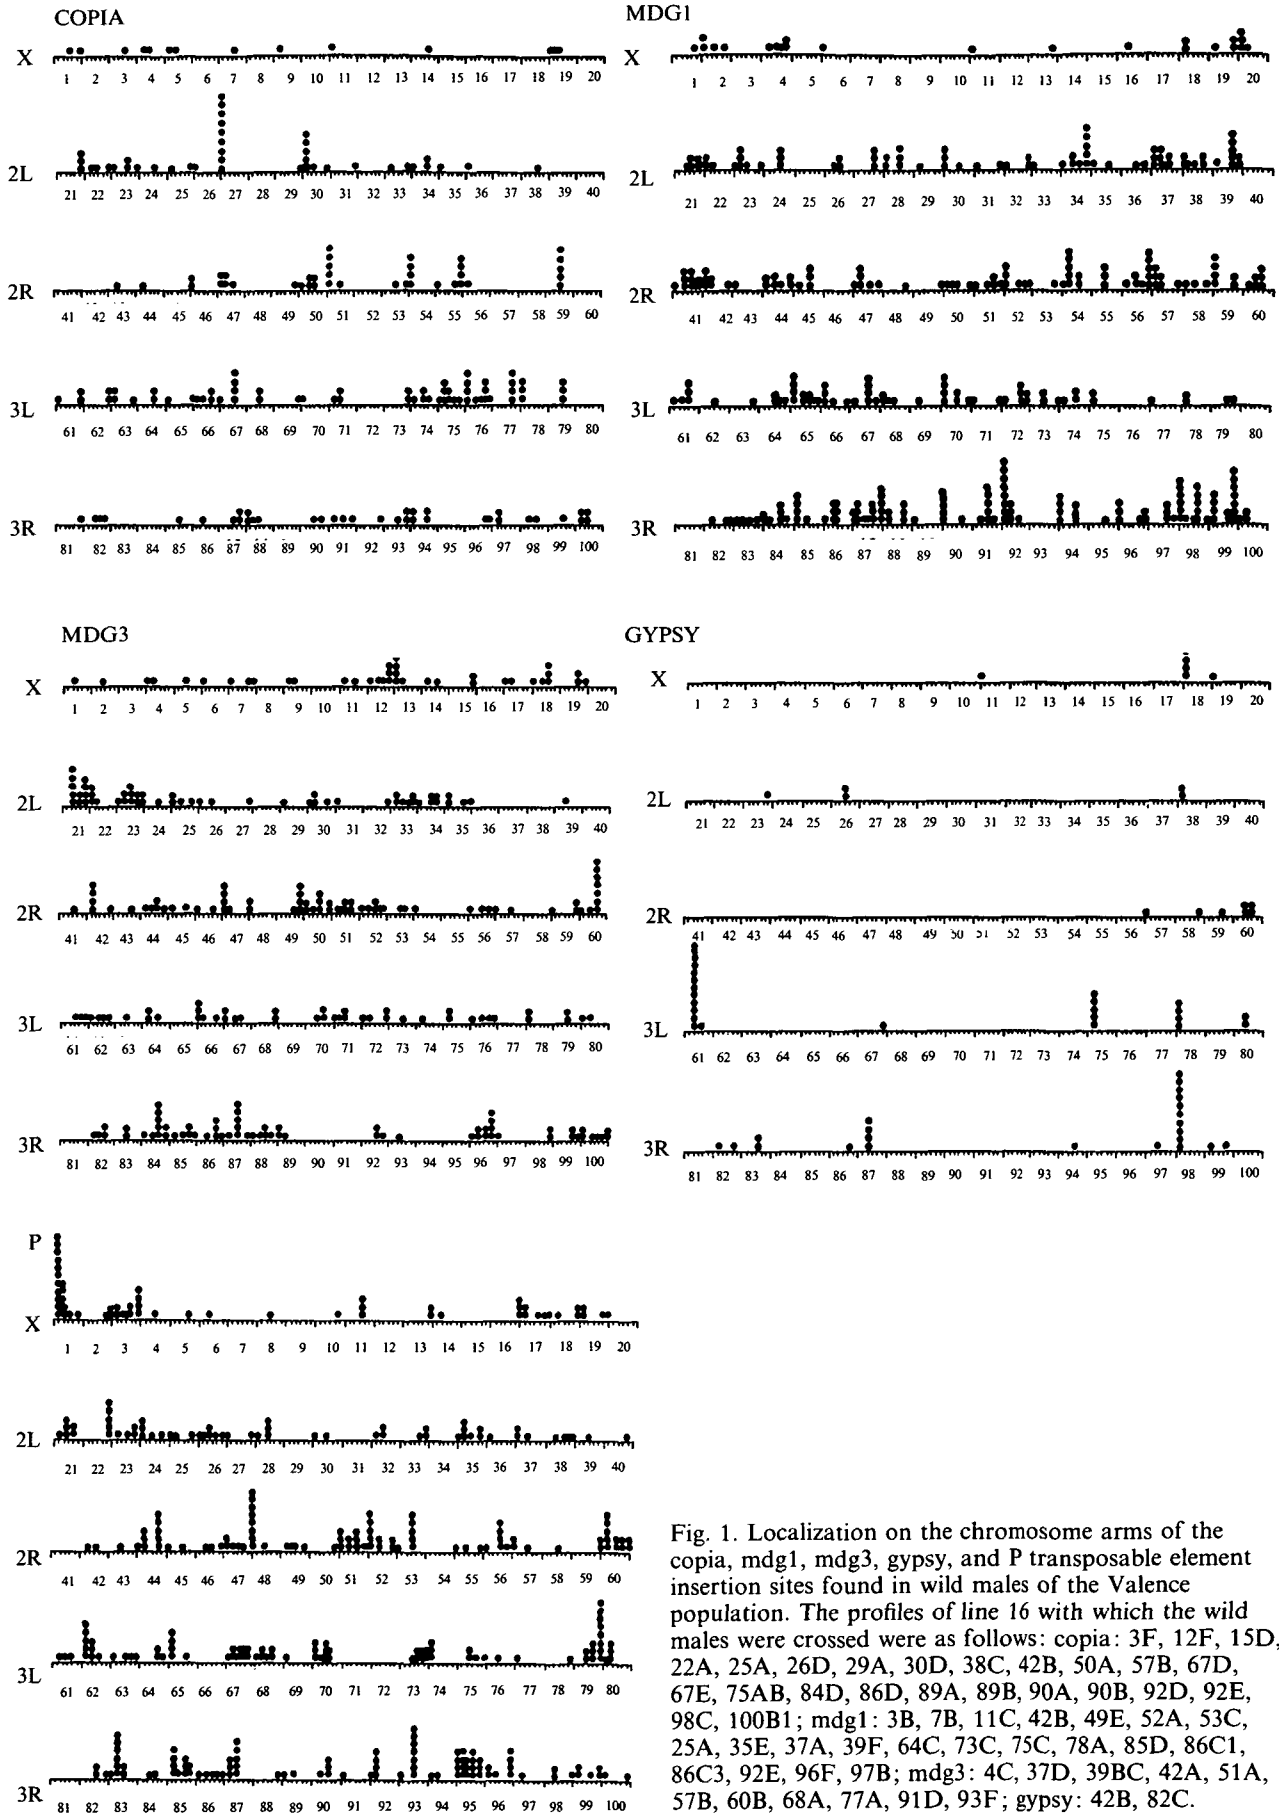 COPIA
X
1 2 3 4 5 6 7 8 9 10 11 12 13 14 15 16 17 18 19 20
2L
21 22 23 24 25 26 27 28 29 30 31 32 33 34 35 36 37 38 39 40
2R
41 42 43 44 45 46 47 48 49 50 51 52 53 54 55 56 57 58 59 60
3L
61 62 63 64 65 66 67 68 69 70 71 72 73 74 75 76 77 78 79 80
3R
81 82 83 84 85 86 87 88 89 90 91 92 93 94 95 96 97 98 99 100
MDG1
X
1 2 3 4 5 6 7 8 9 10 11 12 13 14 15 16 17 18 19 20
2L
21 22 23 24 25 26 27 28 29 30 31 32 33 34 35 36 37 38 39 40
2R
41 42 43 44 45 46 47 48 49 50 51 52 53 54 55 56 57 58 59 60
3L
61 62 63 64 65 66 67 68 69 70 71 72 73 74 75 76 77 78 79 80
3R
81 82 83 84 85 86 87 88 89 90 91 92 93 94 95 96 97 98 99 100
MDG3
X
1 2 3 4 5 6 7 8 9 10 11 12 13 14 15 16 17 18 19 20
2L
21 22 23 24 25 26 27 28 29 30 31 32 33 34 35 36 37 38 39 40
2R
41 42 43 44 45 46 47 48 49 50 51 52 53 54 55 56 57 58 59 60
3L
61 62 63 64 65 66 67 68 69 70 71 72 73 74 75 76 77 78 79 80
3R
81 82 83 84 85 86 87 88 89 90 91 92 93 94 95 96 97 98 99 100
GYPSY
X
1 2 3 4 5 6 7 8 9 10 11 12 13 14 15 16 17 18 19 20
2L
21 22 23 24 25 26 27 28 29 30 31 32 33 34 35 36 37 38 39 40
2R
41 42 43 44 45 46 47 48 49 50 51 52 53 54 55 56 57 58 59 60
3L
61 62 63 64 65 66 67 68 69 70 71 72 73 74 75 76 77 78 79 80
3R
81 82 83 84 85 86 87 88 89 90 91 92 93 94 95 96 97 98 99 100
P
X
1 2 3 4 5 6 7 8 9 10 11 12 13 14 15 16 17 18 19 20
2L
21 22 23 24 25 26 27 28 29 30 31 32 33 34 35 36 37 38 39 40
2R
41 42 43 44 45 46 47 48 49 50 51 52 53 54 55 56 57 58 59 60
3L
61 62 63 64 65 66 67 68 69 70 71 72 73 74 75 76 77 78 79 80
3R
81 82 83 84 85 86 87 88 89 90 91 92 93 94 95 96 97 98 99 100
Fig. 1. Localization on the chromosome arms of the
copia, mdg1, mdg3, gypsy, and P transposable element
insertion sites found in wild males of the Valence
population. The profiles of line 16 with which the wild
males were crossed were as follows: copia: 3F, 12F, 15D,
22A, 25A, 26D, 29A, 30D, 38C, 42B, 50A, 57B, 67D,
67E, 75AB, 84D, 86D, 89A, 89B, 90A, 90B, 92D, 92E,
98C, 100B1; mdg1: 3B, 7B, 11C, 42B, 49E, 52A, 53C,
25A, 35E, 37A, 39F, 64C, 73C, 75C, 78A, 85D, 86C1,
86C3, 92E, 96F, 97B; mdg3: 4C, 37D, 39BC, 42A, 51A,
57B, 60B, 68A, 77A, 91D, 93F; gypsy: 42B, 82C.